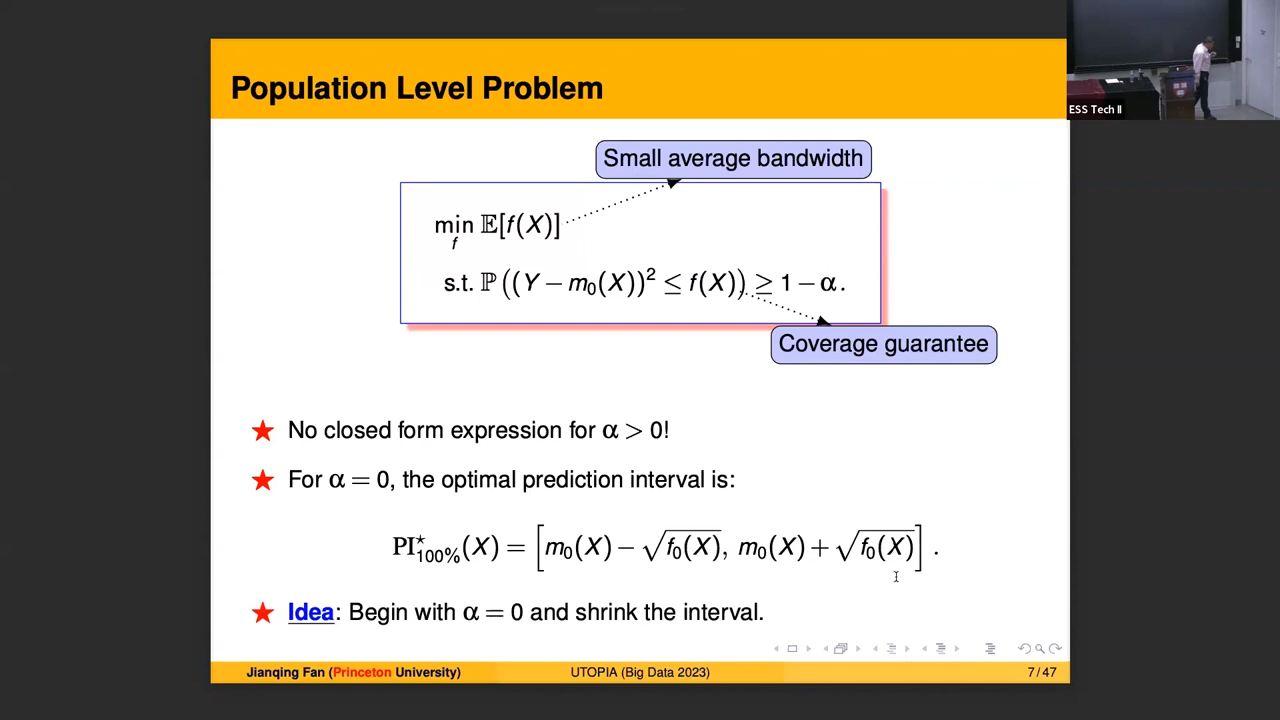 Population Level Problem
Small average bandwidth
min_f 𝔼[f(X)]
s.t. ℙ((Y − m₀(X))² ≤ f(X)) ≥ 1 − α.
Coverage guarantee
★ No closed form expression for α > 0!
★ For α = 0, the optimal prediction interval is:
PI*₁₀₀%(X) = [m₀(X) − √f₀(X), m₀(X) + √f₀(X)].
★ Idea: Begin with α = 0 and shrink the interval.
Jianqing Fan (Princeton University)
UTOPIA (Big Data 2023)
7 / 47
ESS Tech II